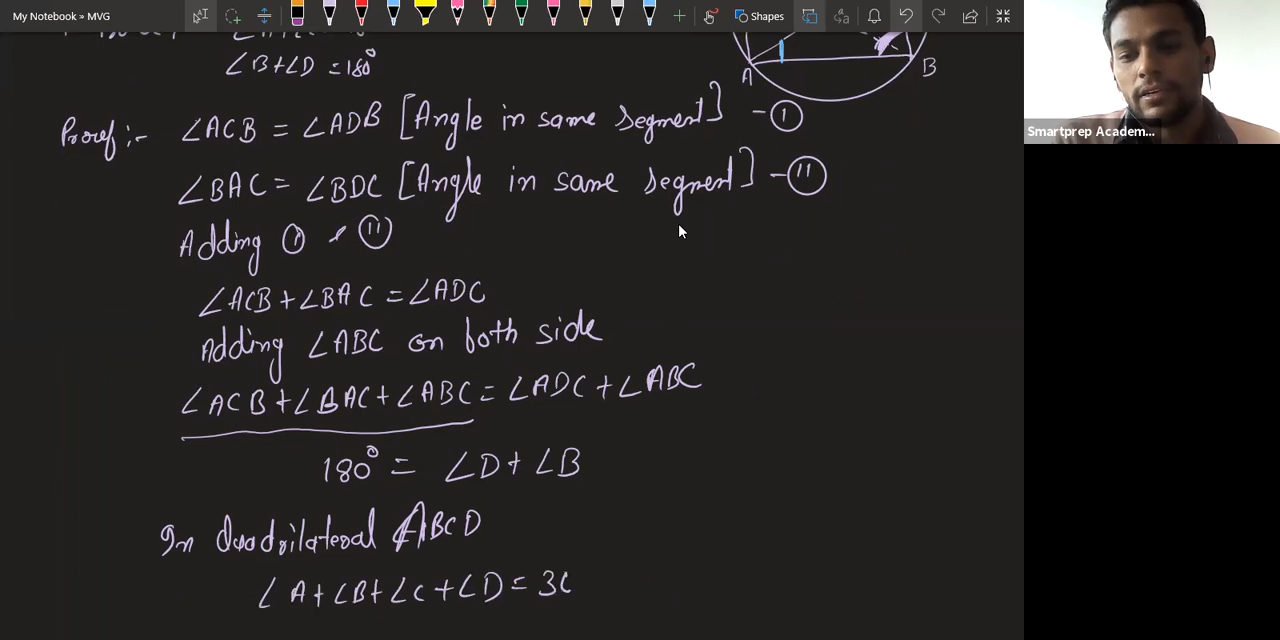 My Notebook » MVG
Shapes
∠B+∠D =180°
A
B
Proof :- ∠ACB = ∠ADB [Angle in same segment] -①
∠BAC = ∠BDC [Angle in same segment] -⑪
Adding ① & ⑪
∠ACB+∠BAC =∠ADC
Adding ∠ABC on both side
∠ACB+∠BAC+∠ABC = ∠ADC+∠ABC
180° = ∠D+∠B
In Quadrilateral ABCD
∠A+∠B+∠C+∠D = 36
Smartprep Academ...